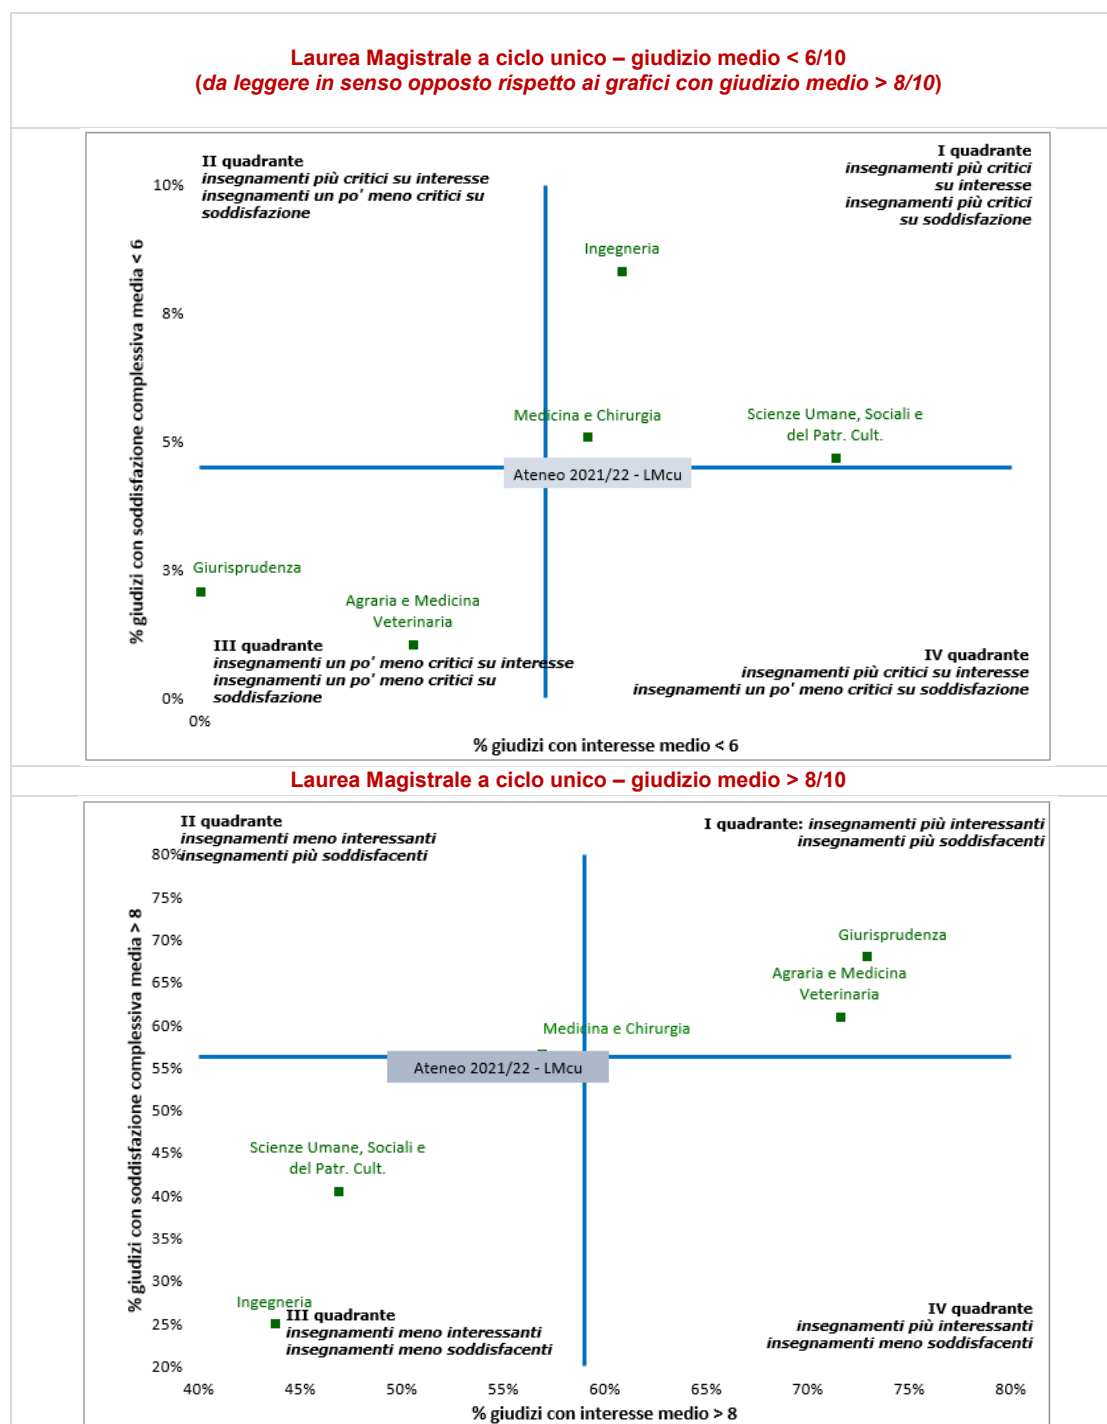 Laurea Magistrale a ciclo unico – giudizio medio < 6/10
(da leggere in senso opposto rispetto ai grafici con giudizio medio > 8/10)
II quadrante
insegnamenti più critici su interesse
insegnamenti un po' meno critici su
soddisfazione
I quadrante
insegnamenti più critici
su interesse
insegnamenti più critici
su soddisfazione
% giudizi con soddisfazione complessiva media < 6
10%
8%
5%
3%
0%
Ingegneria
Medicina e Chirurgia
Scienze Umane, Sociali e
del Patr. Cult.
Ateneo 2021/22 - LMcu
Giurisprudenza
Agraria e Medicina
Veterinaria
III quadrante
insegnamenti un po' meno critici su interesse
insegnamenti un po' meno critici su
soddisfazione
IV quadrante
insegnamenti più critici su interesse
insegnamenti un po' meno critici su soddisfazione
0%
% giudizi con interesse medio < 6
Laurea Magistrale a ciclo unico – giudizio medio > 8/10
II quadrante
insegnamenti meno interessanti
insegnamenti più soddisfacenti
I quadrante: insegnamenti più interessanti
insegnamenti più soddisfacenti
% giudizi con soddisfazione complessiva media > 8
80%
75%
70%
65%
60%
55%
50%
45%
40%
35%
30%
25%
20%
Giurisprudenza
Agraria e Medicina
Veterinaria
Medicina e Chirurgia
Ateneo 2021/22 - LMcu
Scienze Umane, Sociali e
del Patr. Cult.
Ingegneria
III quadrante
insegnamenti meno interessanti
insegnamenti meno soddisfacenti
IV quadrante
insegnamenti più interessanti
insegnamenti meno soddisfacenti
40% 45% 50% 55% 60% 65% 70% 75% 80%
% giudizi con interesse medio > 8